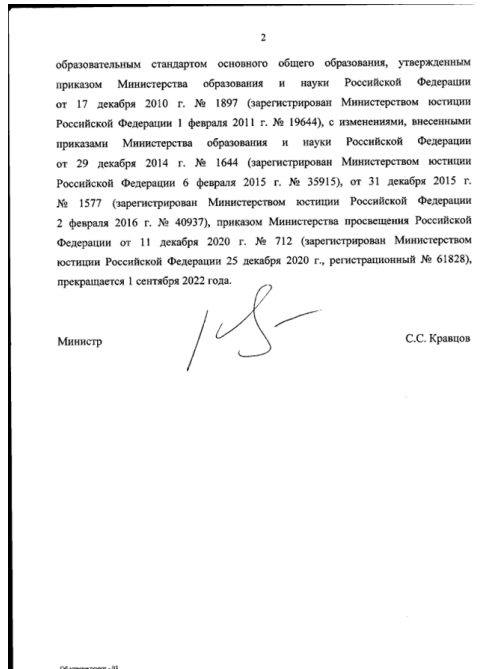 2
образовательным стандартом основного общего образования, утвержденным
приказом Министерства образования и науки Российской Федерации
от 17 декабря 2010 г. № 1897 (зарегистрирован Министерством юстиции
Российской Федерации 1 февраля 2011 г. № 19644), с изменениями, внесенными
приказами Министерства образования и науки Российской Федерации
от 29 декабря 2014 г. № 1644 (зарегистрирован Министерством юстиции
Российской Федерации 6 февраля 2015 г. № 35915), от 31 декабря 2015 г.
№ 1577 (зарегистрирован Министерством юстиции Российской Федерации
2 февраля 2016 г. № 40937), приказом Министерства просвещения Российской
Федерации от 11 декабря 2020 г. № 712 (зарегистрирован Министерством
юстиции Российской Федерации 25 декабря 2020 г., регистрационный № 61828),
прекращается 1 сентября 2022 года.
Министр С.С. Кравцов